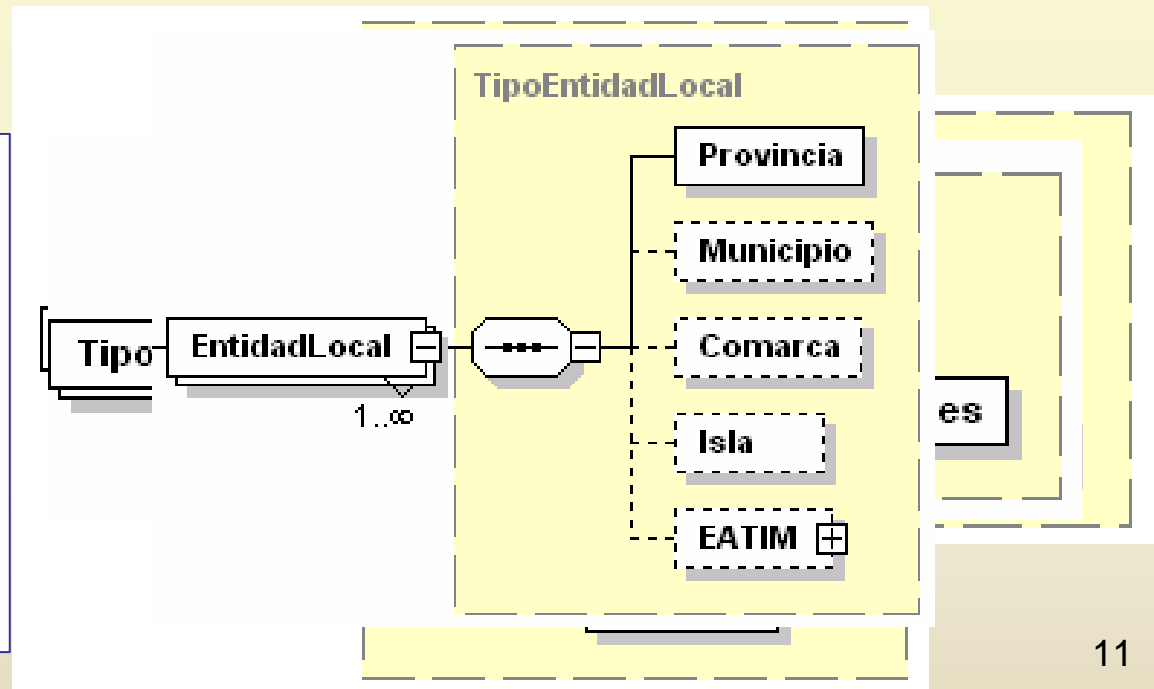 TipoEntidadLocal
Provincia
Municipio
Tipo
EntidadLocal
Comarca
1..∞
es
Isla
EATIM
11